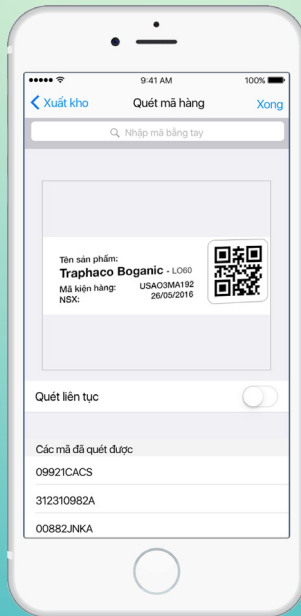 9:41 AM
100%
Xuất kho
Quét mã hàng
Xong
Nhập mã bằng tay
Tên sản phẩm:
Traphaco Boganic - LO60
Mã kiện hàng: USAO3MA192
NSX: 26/05/2016
Quét liên tục
Các mã đã quét được
09921CACS
312310982A
00882JNKA